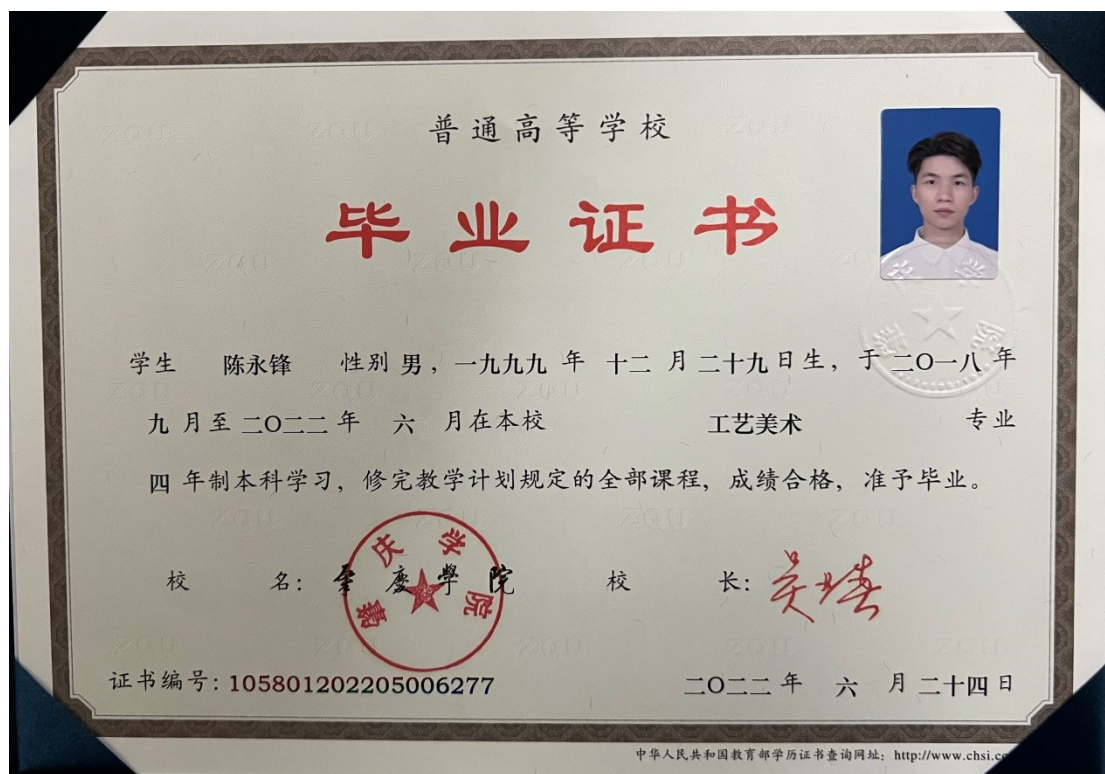 普通高等学校
毕业证书
学生 陈永锋 性别 男，一九九九 年 十二 月 二十九 日生，于 二〇一八 年
九 月至 二〇二二 年 六 月在本校 工艺美术 专业
四 年制本科学习，修完教学计划规定的全部课程，成绩合格，准予毕业。
校 名：肇慶學院 校 长：
肇庆学院
证书编号：105801202205006277 二〇二二 年 六 月 二十四 日
中华人民共和国教育部学历证书查询网址：http://www.chsi.c